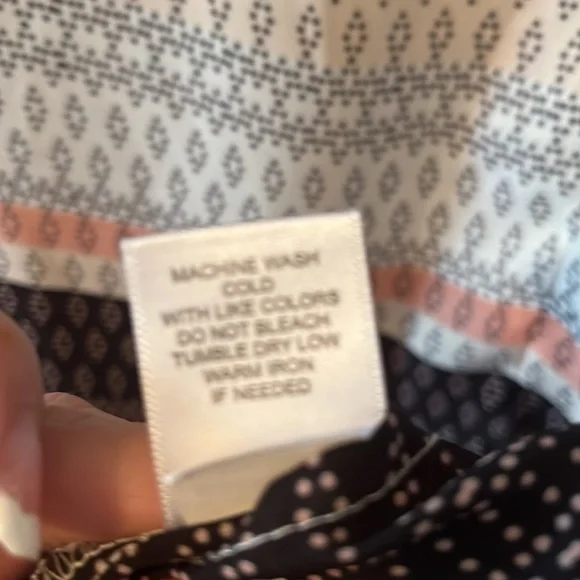 MACHINE WASH
COLD
WITH LIKE COLORS
DO NOT BLEACH
TUMBLE DRY LOW
WARM IRON
IF NEEDED